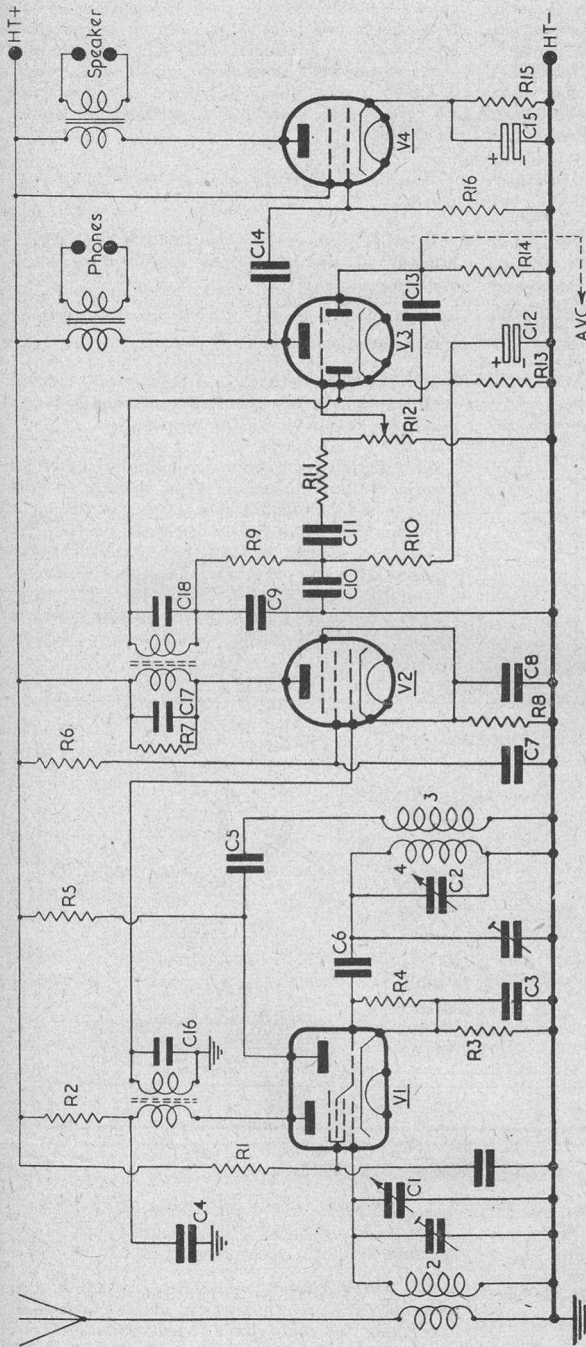 HT+
Speaker
Phones
R6
R5
R2
C18
C17
R7
C16
R9
C9
C14
C5
R1
C4
V4
V3
C13
R11
C11
C10
R12
R10
V2
C6
R4
V1
C1
2
3
4
C2
C3
R3
C7
C8
R8
R16
R15
C15
+
-
R14
C12
+
-
R13
AVC
HT-